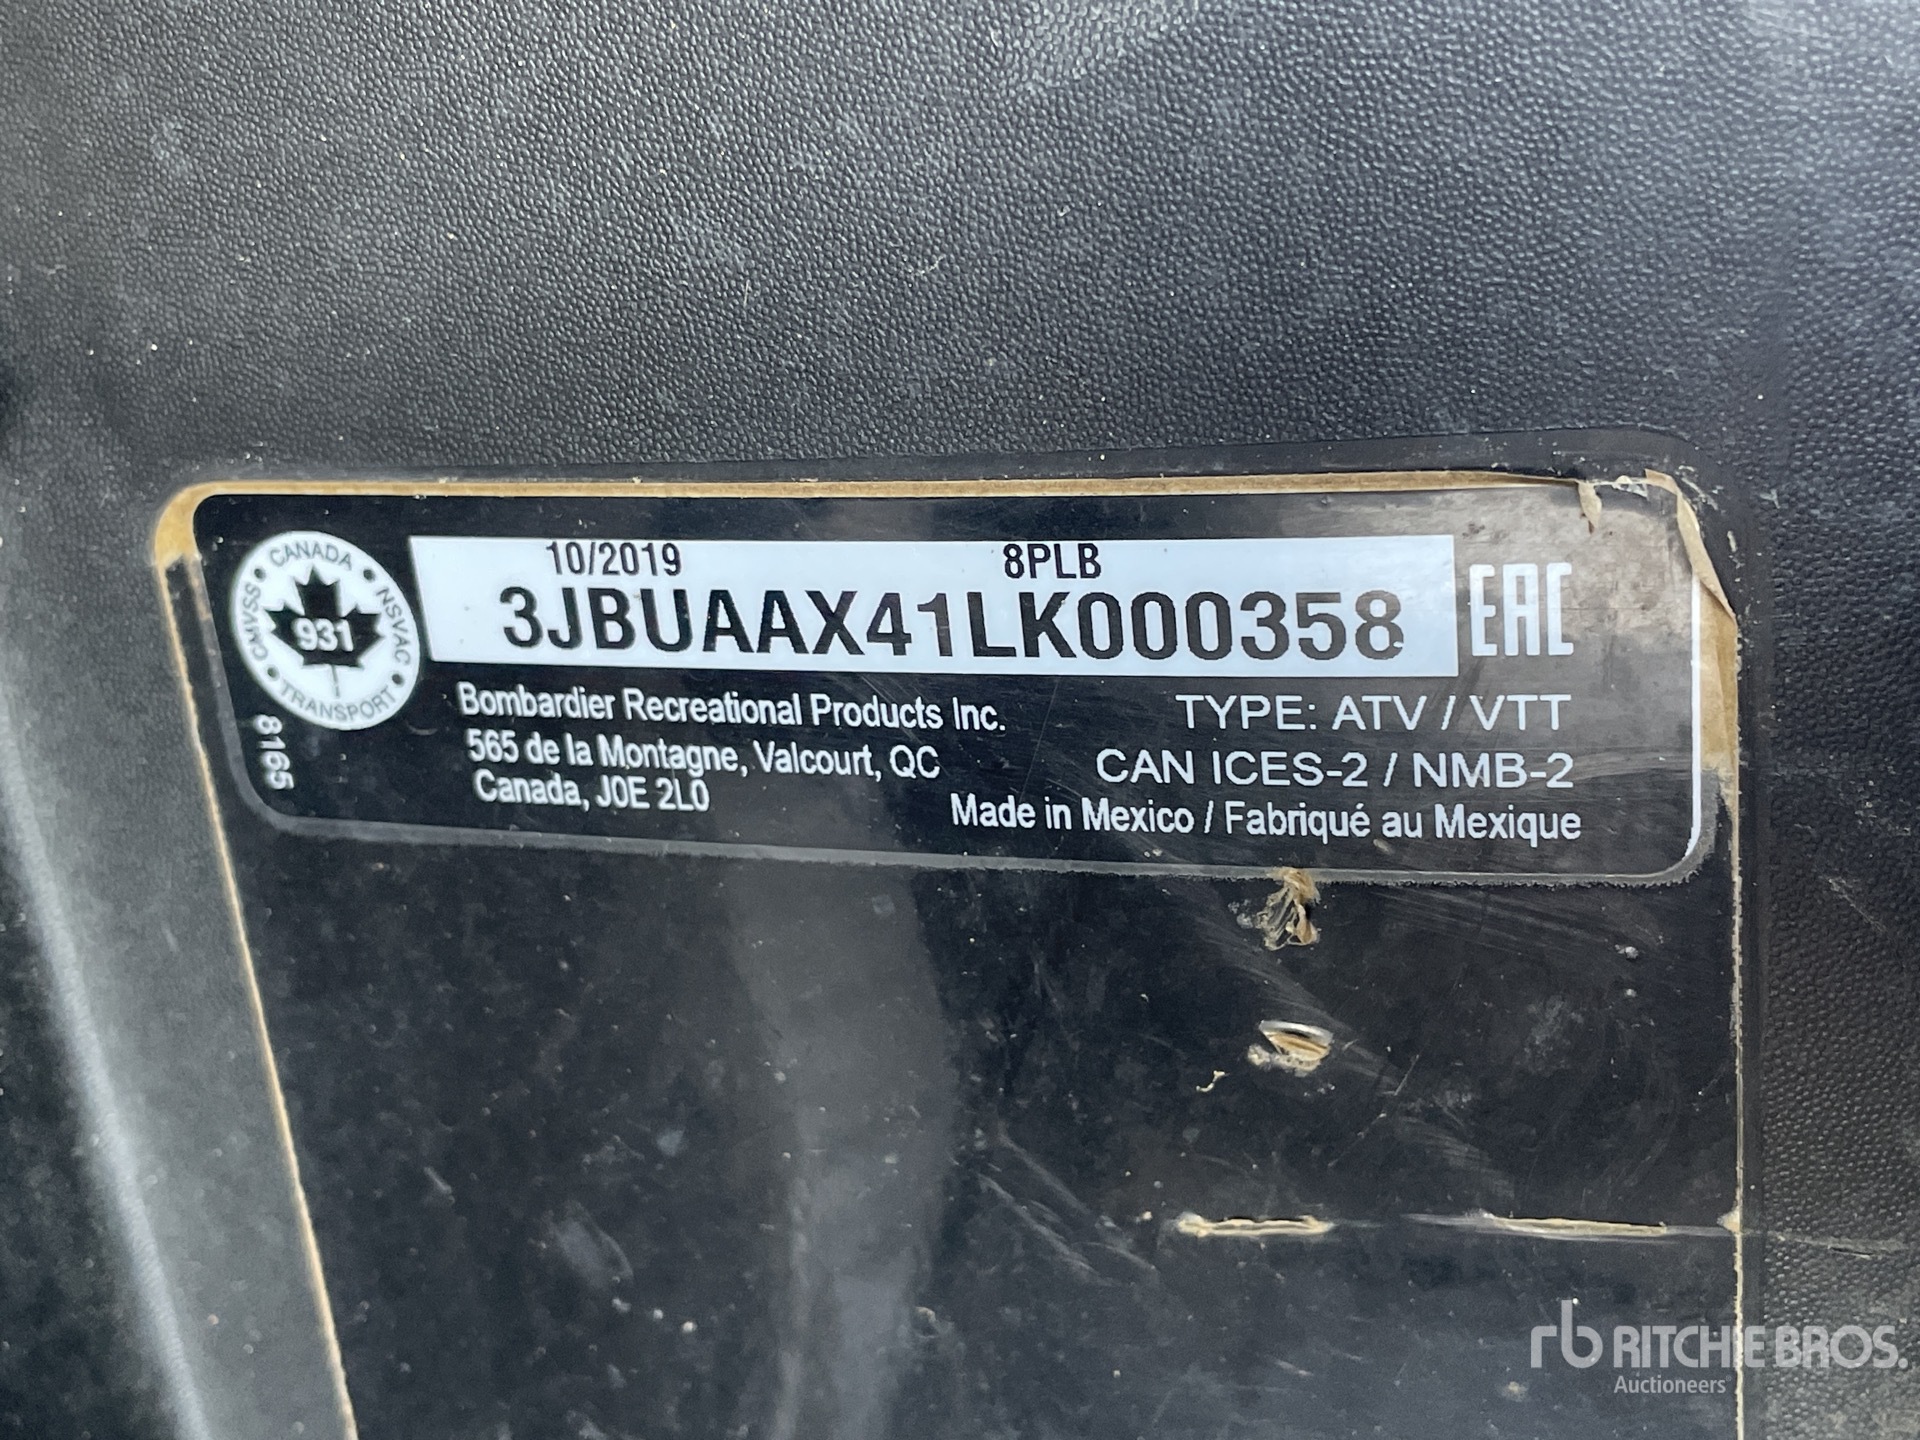 10/2019 8PLB
3JBUAAX41LK000358
EAC
CANADA
CMVSS 931 NSVAC
TRANSPORT
8165
Bombardier Recreational Products Inc.
565 de la Montagne, Valcourt, QC
Canada, J0E 2L0
TYPE: ATV / VTT
CAN ICES-2 / NMB-2
Made in Mexico / Fabriqué au Mexique
rb RITCHIE BROS.
Auctioneers